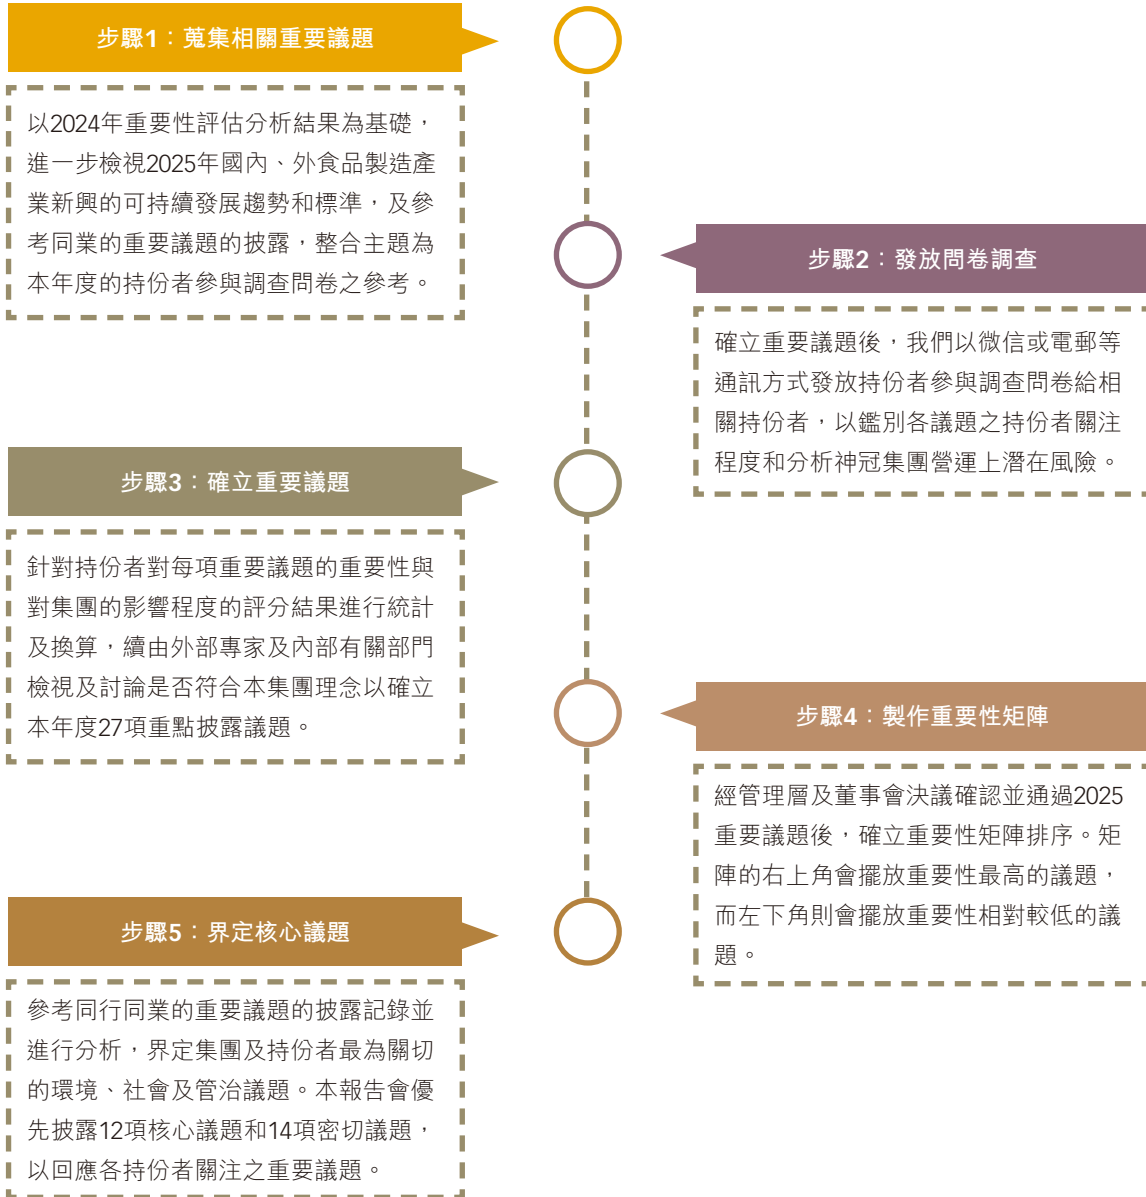 步驟1：蒐集相關重要議題
以2024年重要性評估分析結果為基礎，
進一步檢視2025年國內、外食品製造產
業新興的可持續發展趨勢和標準，及參
考同業的重要議題的披露，整合主題為
本年度的持份者參與調查問卷之參考。
步驟2：發放問卷調查
確立重要議題後，我們以微信或電郵等
通訊方式發放持份者參與調查問卷給相
關持份者，以鑑別各議題之持份者關注
程度和分析神冠集團營運上潛在風險。
步驟3：確立重要議題
針對持份者對每項重要議題的重要性與
對集團的影響程度的評分結果進行統計
及換算，續由外部專家及內部有關部門
檢視及討論是否符合本集團理念以確立
本年度27項重點披露議題。
步驟4：製作重要性矩陣
經管理層及董事會決議確認並通過2025
重要議題後，確立重要性矩陣排序。矩
陣的右上角會擺放重要性最高的議題，
而左下角則會擺放重要性相對較低的議
題。
步驟5：界定核心議題
參考同行同業的重要議題的披露記錄並
進行分析，界定集團及持份者最為關切
的環境、社會及管治議題。本報告會優
先披露12項核心議題和14項密切議題，
以回應各持份者關注之重要議題。